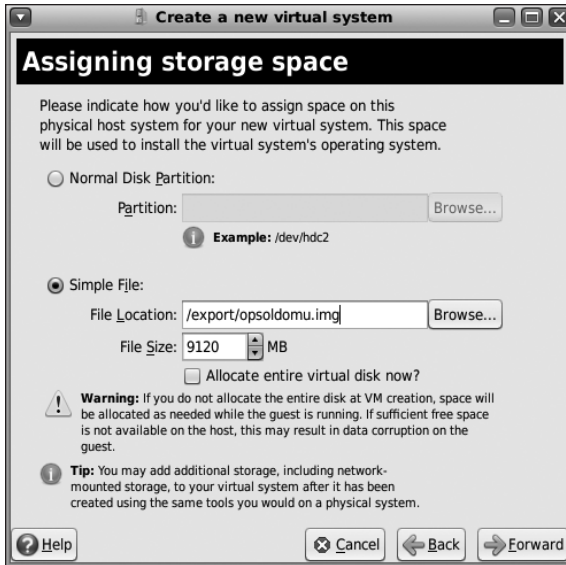 Create a new virtual system
Assigning storage space
Please indicate how you'd like to assign space on this
physical host system for your new virtual system. This space
will be used to install the virtual system's operating system.
Normal Disk Partition:
Partition:
Browse...
Example: /dev/hdc2
Simple File:
File Location: /export/opsoldomu.img Browse...
File Size: 9120 MB
Allocate entire virtual disk now?
Warning: If you do not allocate the entire disk at VM creation, space will
be allocated as needed while the guest is running. If sufficient free space
is not available on the host, this may result in data corruption on the
guest.
Tip: You may add additional storage, including network-
mounted storage, to your virtual system after it has been
created using the same tools you would on a physical system.
Help Cancel Back Forward